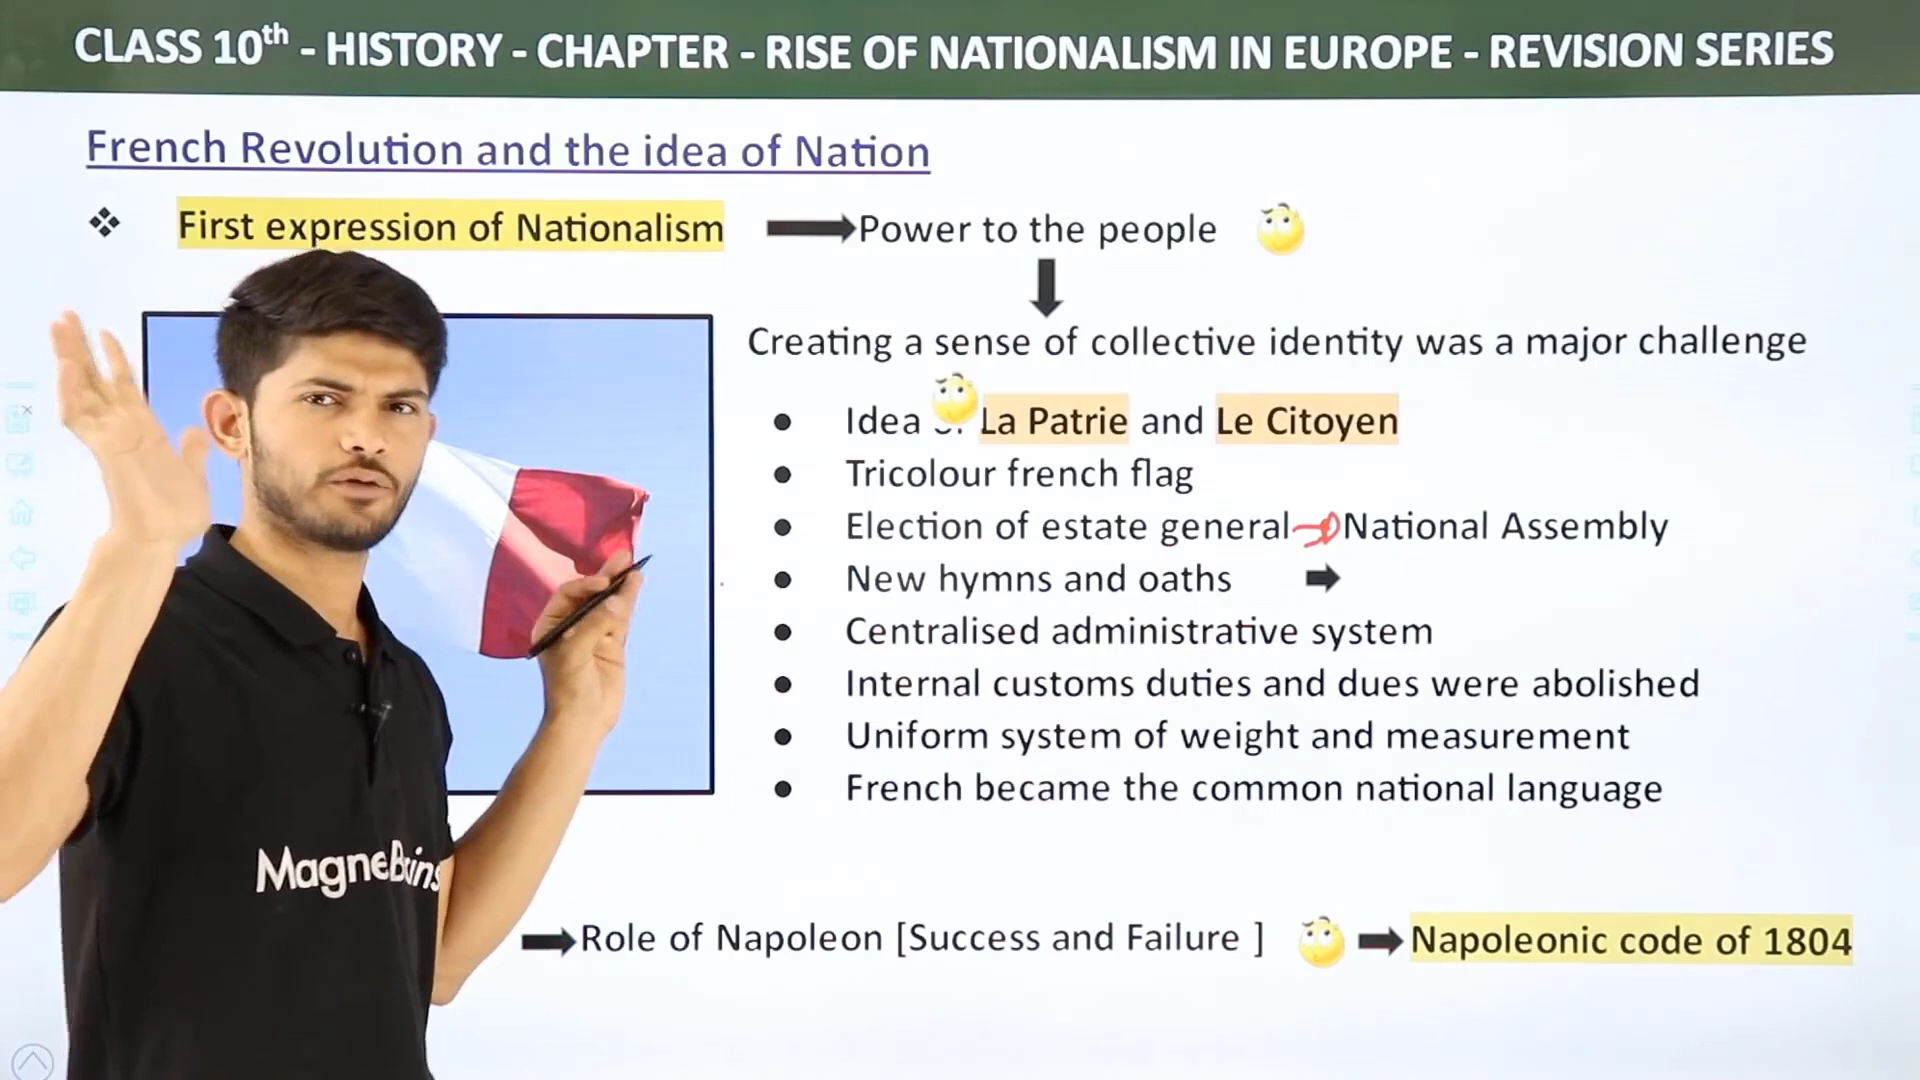 CLASS 10th - HISTORY - CHAPTER - RISE OF NATIONALISM IN EUROPE - REVISION SERIES
French Revolution and the idea of Nation
❖ First expression of Nationalism Power to the people
Creating a sense of collective identity was a major challenge
● Idea La Patrie and Le Citoyen
● Tricolour french flag
● Election of estate general National Assembly
● New hymns and oaths
● Centralised administrative system
● Internal customs duties and dues were abolished
● Uniform system of weight and measurement
● French became the common national language
MagneBrains
Role of Napoleon [Success and Failure ] Napoleonic code of 1804